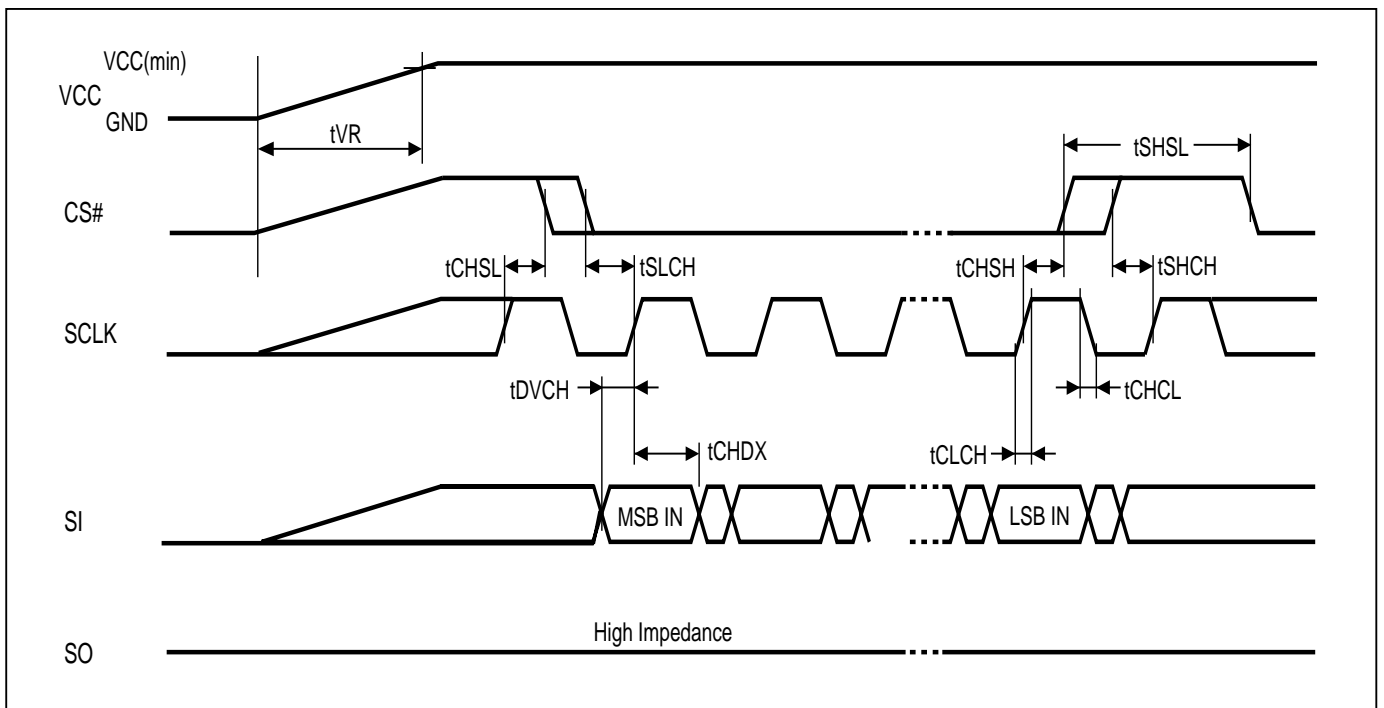 VCC(min)
VCC
GND
tVR
tSHSL
CS#
tCHSL
tSLCH
tCHSH
tSHCH
SCLK
tDVCH
tCHCL
tCHDX
tCLCH
SI
MSB IN
LSB IN
High Impedance
SO